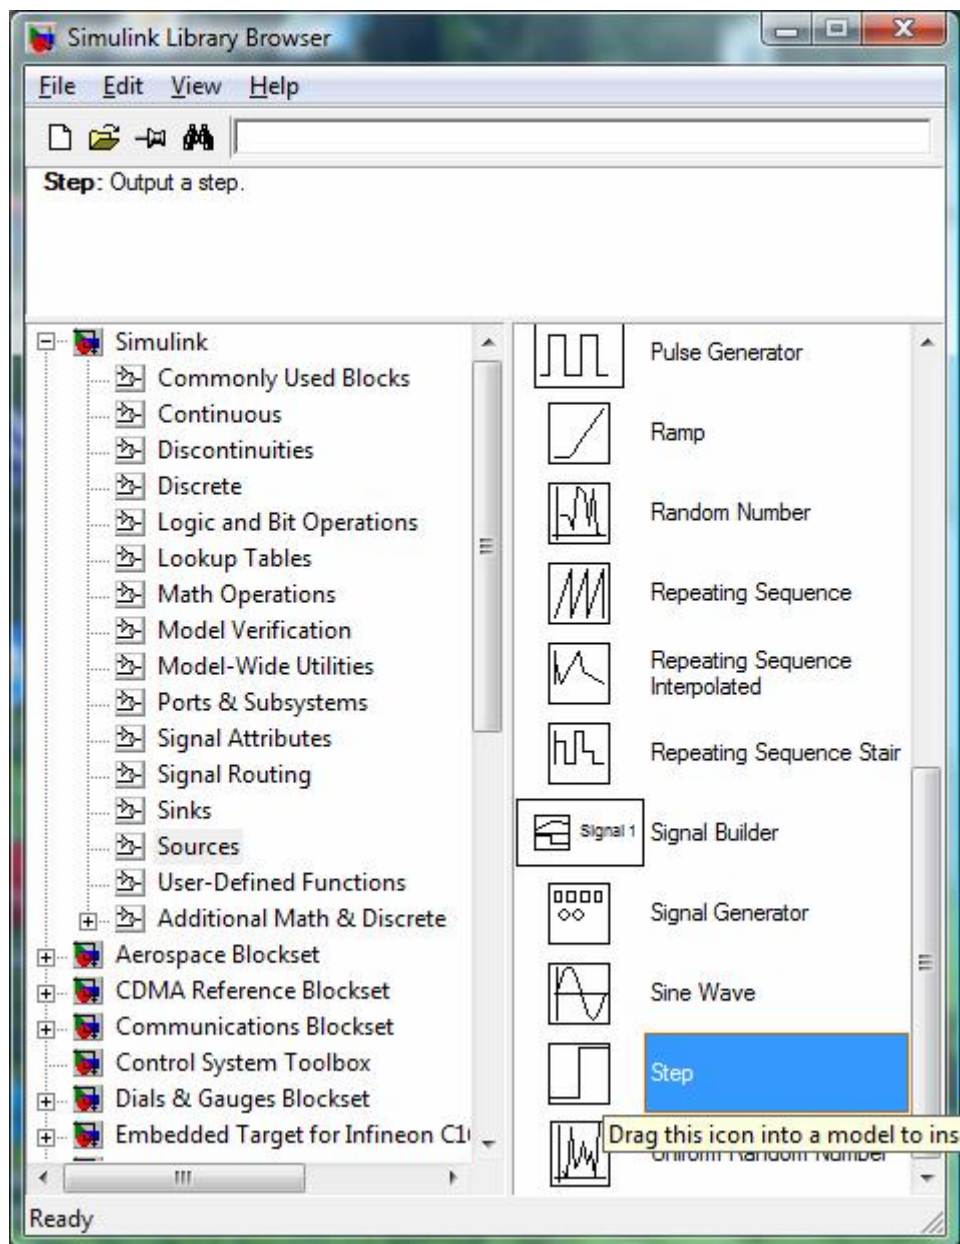 Simulink Library Browser
File Edit View Help
Step: Output a step.
Simulink
Commonly Used Blocks
Continuous
Discontinuities
Discrete
Logic and Bit Operations
Lookup Tables
Math Operations
Model Verification
Model-Wide Utilities
Ports & Subsystems
Signal Attributes
Signal Routing
Sinks
Sources
User-Defined Functions
Additional Math & Discrete
Aerospace Blockset
CDMA Reference Blockset
Communications Blockset
Control System Toolbox
Dials & Gauges Blockset
Embedded Target for Infineon C1
Pulse Generator
Ramp
Random Number
Repeating Sequence
Repeating Sequence
Interpolated
Repeating Sequence Stair
Signal 1
Signal Builder
Signal Generator
Sine Wave
Step
Drag this icon into a model to ins
Uniform Random Number
Ready